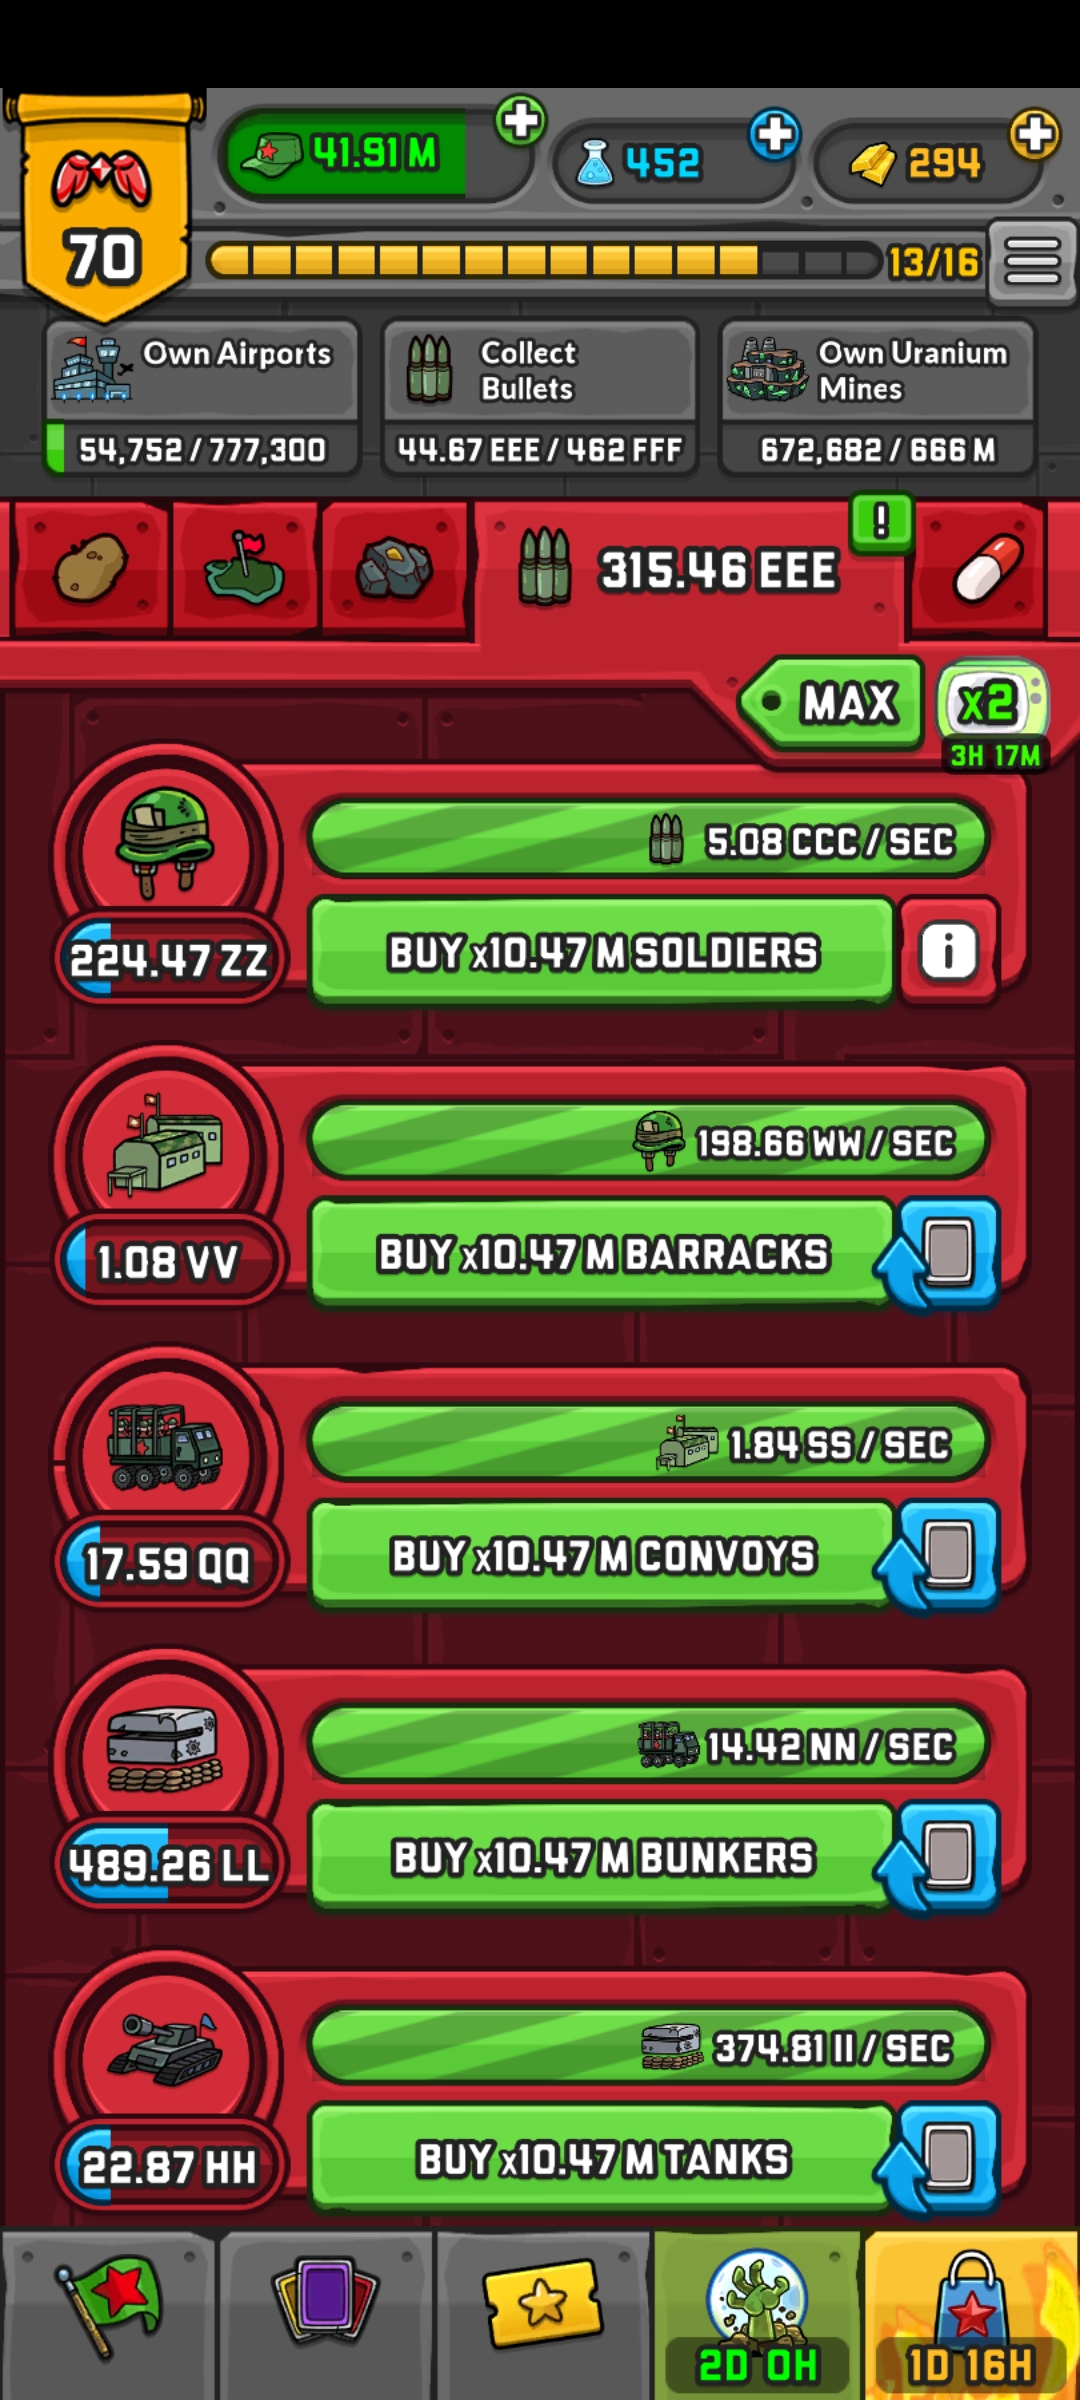 41.91 M
452
294
70
13/16
Own Airports
54,752 / 777,300
Collect
Bullets
44.67 EEE / 462 FFF
Own Uranium
Mines
672,682 / 666 M
315.46 EEE
!
MAX
x2
3H 17M
5.08 CCC / SEC
224.47 ZZ
BUY x10.47 M SOLDIERS
i
198.66 WW / SEC
1.08 VV
BUY x10.47 M BARRACKS
1.84 SS / SEC
17.59 QQ
BUY x10.47 M CONVOYS
14.42 NN / SEC
489.26 LL
BUY x10.47 M BUNKERS
374.81 II / SEC
22.87 HH
BUY x10.47 M TANKS
2D 0H
1D 16H